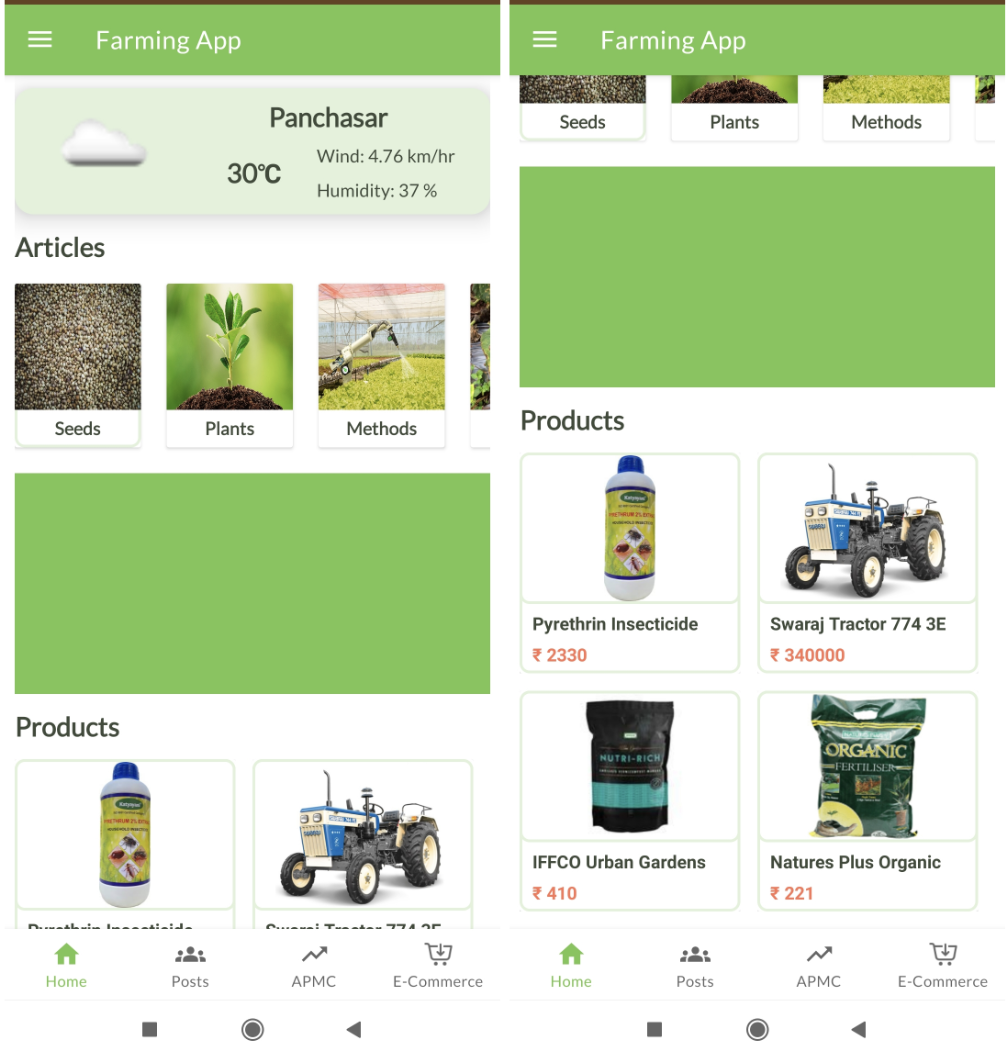 Farming App
Panchasar
30°C
Wind: 4.76 km/hr
Humidity: 37 %
Articles
Seeds
Plants
Methods
Products
Pyrethrin Insecticide
Swaraj Tractor 774 3E
Home
Posts
APMC
E-Commerce
Farming App
Seeds
Plants
Methods
Products
Pyrethrin Insecticide
₹ 2330
Swaraj Tractor 774 3E
₹ 340000
NUTRI-RICH
IFFCO Urban Gardens
₹ 410
ORGANIC
FERTILISER
Natures Plus Organic
₹ 221
Home
Posts
APMC
E-Commerce